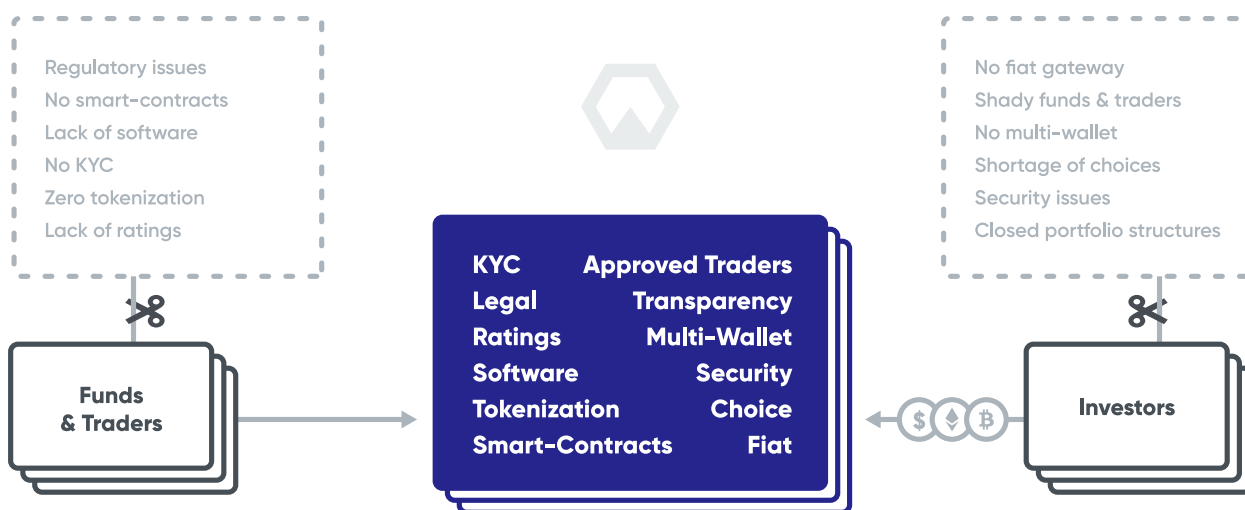 Regulatory issues
No smart-contracts
Lack of software
No KYC
Zero tokenization
Lack of ratings
No fiat gateway
Shady funds & traders
No multi-wallet
Shortage of choices
Security issues
Closed portfolio structures
KYC Approved Traders
Legal Transparency
Ratings Multi-Wallet
Software Security
Tokenization Choice
Smart-Contracts Fiat
Funds
& Traders
$
Investors